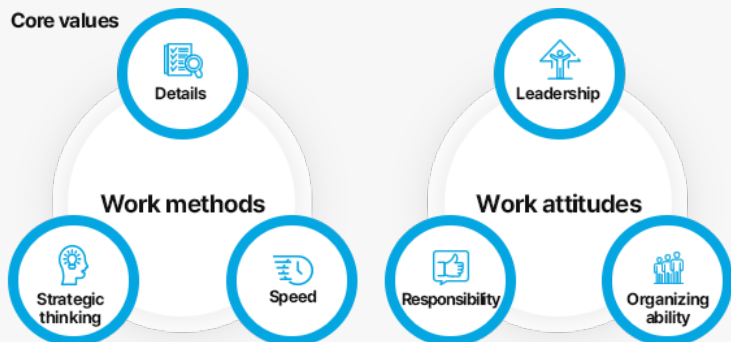 Core values
Details
Work methods
Strategic
thinking
Speed
Leadership
Work attitudes
Responsibility
Organizing
ability